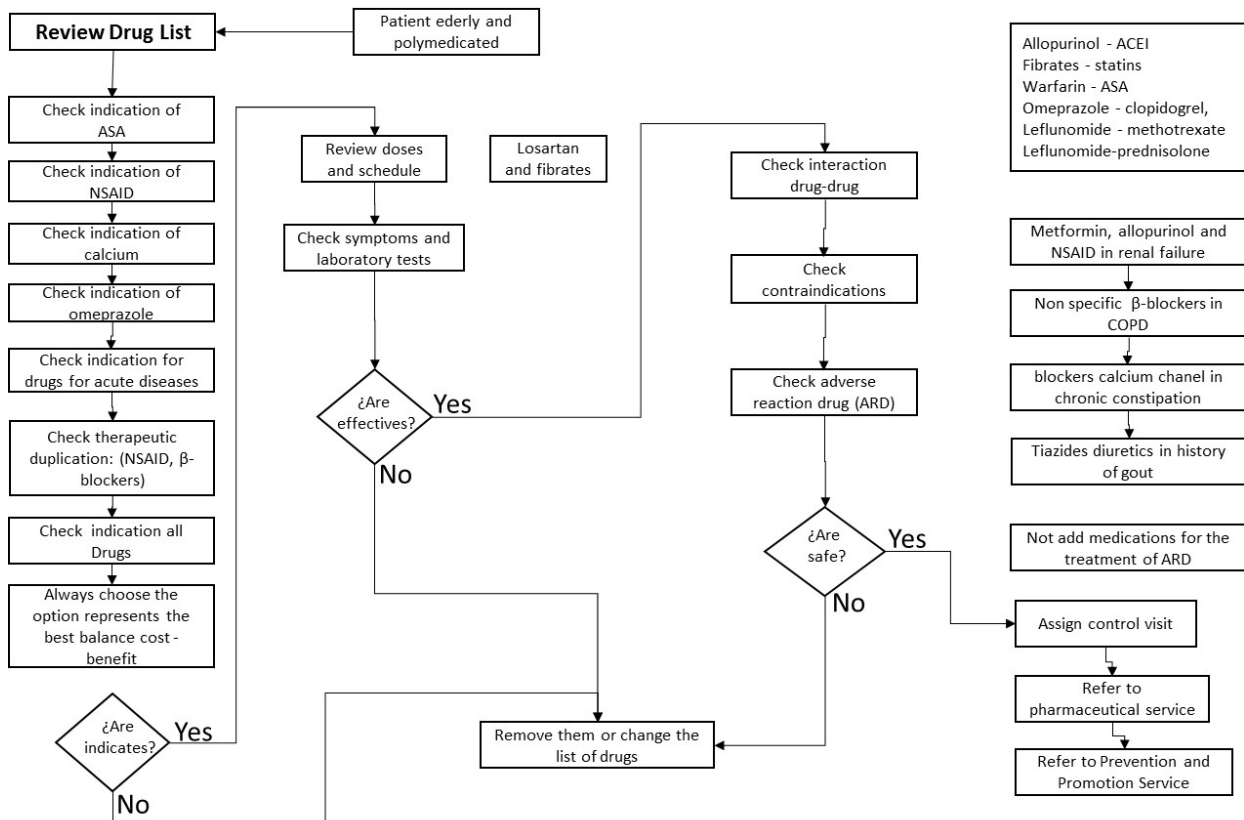 Review Drug List
Patient ederly and
polymedicated
Check indication of
ASA
Check indication of
NSAID
Check indication of
calcium
Check indication of
omeprazole
Check indication for
drugs for acute diseases
Check therapeutic
duplication: (NSAID, β-
blockers)
Check indication all
Drugs
Always choose the
option represents the
best balance cost -
benefit
¿Are
indicates?
Yes
No
Review doses
and schedule
Losartan
and fibrates
Check symptoms and
laboratory tests
¿Are
effectives?
Yes
No
Remove them or change the
list of drugs
Check interaction
drug-drug
Check
contraindications
Check adverse
reaction drug (ARD)
¿Are
safe?
Yes
No
Allopurinol - ACEI
Fibrates - statins
Warfarin - ASA
Omeprazole - clopidogrel,
Leflunomide - methotrexate
Leflunomide-prednisolone
Metformin, allopurinol and
NSAID in renal failure
Non specific β-blockers in
COPD
blockers calcium chanel in
chronic constipation
Tiazides diuretics in history
of gout
Not add medications for the
treatment of ARD
Assign control visit
Refer to
pharmaceutical service
Refer to Prevention and
Promotion Service